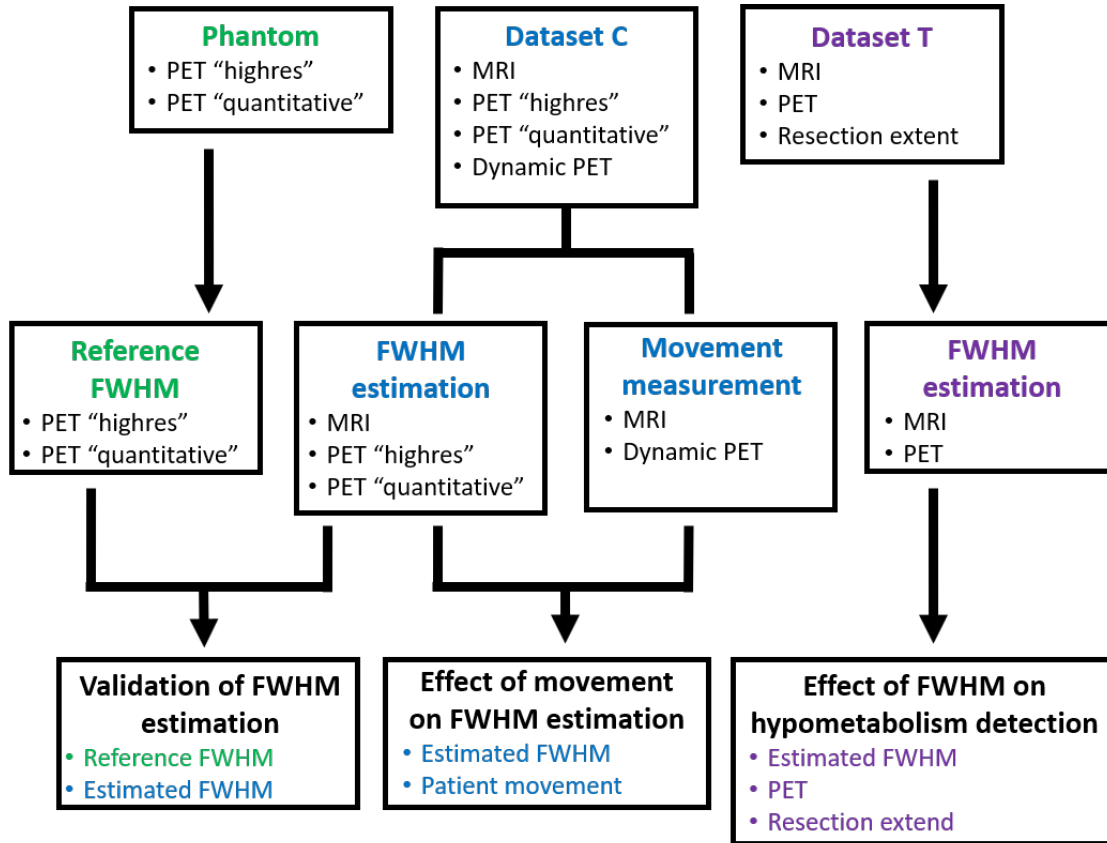 Phantom
• PET “highres”
• PET “quantitative”
Dataset C
• MRI
• PET “highres”
• PET “quantitative”
• Dynamic PET
Dataset T
• MRI
• PET
• Resection extent
Reference
FWHM
• PET “highres”
• PET “quantitative”
FWHM
estimation
• MRI
• PET “highres”
• PET “quantitative”
Movement
measurement
• MRI
• Dynamic PET
FWHM
estimation
• MRI
• PET
Validation of FWHM
estimation
• Reference FWHM
• Estimated FWHM
Effect of movement
on FWHM estimation
• Estimated FWHM
• Patient movement
Effect of FWHM on
hypometabolism detection
• Estimated FWHM
• PET
• Resection extend